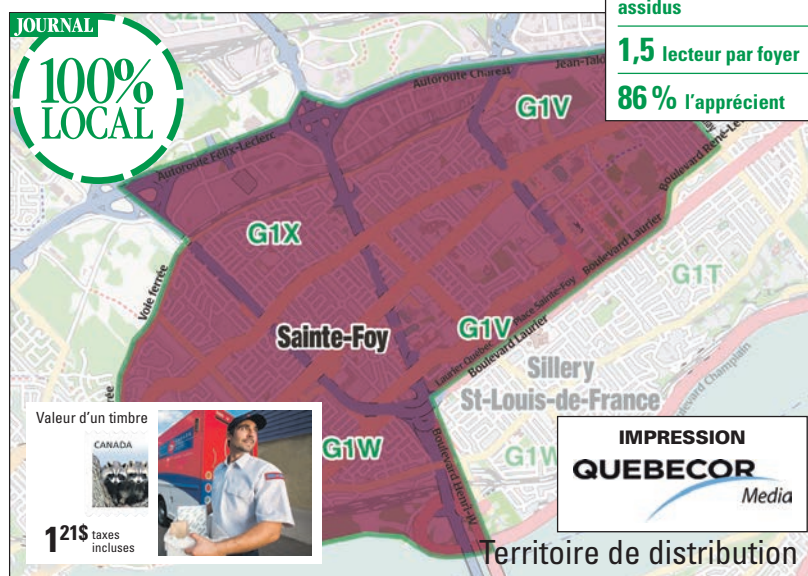 JOURNAL
100%
LOCAL
assidus
1,5 lecteur par foyer
86 % l'apprécient
Autoroute Charest
Jean-Talo
G1V
Autoroute Félix-Leclerc
Boulevard René-Le
G1X
Voie ferrée
Boulevard Laurier
G1T
Place Sainte-Foy
G1V
Sainte-Foy
Laurier Québec
Boulevard Laurier
Sillery
St-Louis-de-France
Boulevard Champlain
Valeur d'un timbre
CANADA
1 21$ taxes
incluses
G1W
G1W
Boulevard Henri-W
IMPRESSION
QUEBECOR
Media
Territoire de distribution